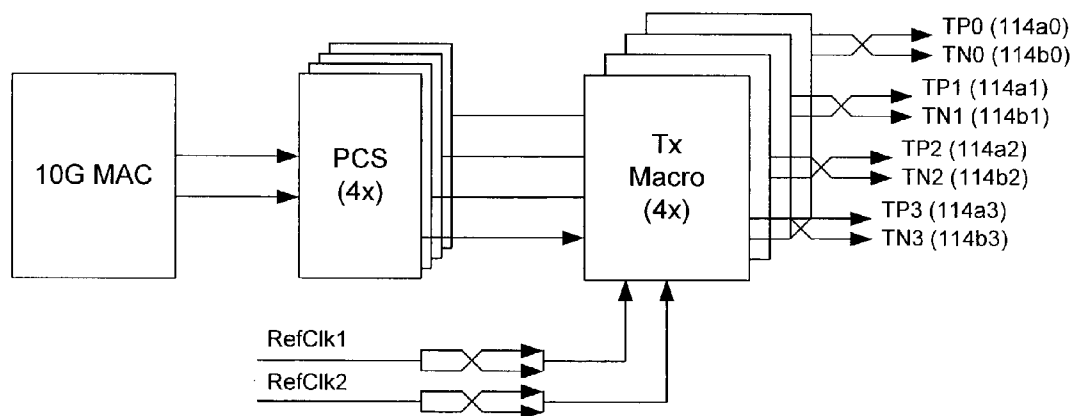 10G MAC
PCS
(4x)
Tx
Macro
(4x)
TP0 (114a0)
TN0 (114b0)
TP1 (114a1)
TN1 (114b1)
TP2 (114a2)
TN2 (114b2)
TP3 (114a3)
TN3 (114b3)
RefClk1
RefClk2